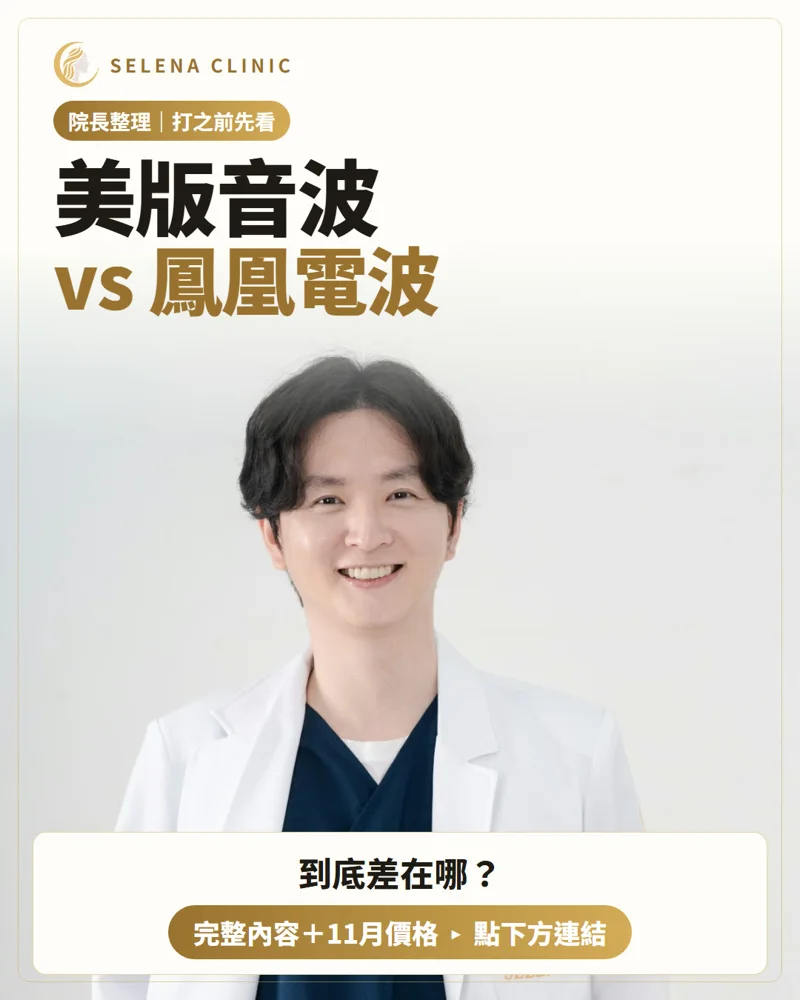 SELENA CLINIC
院長整理｜打之前先看
美版音波
vs 鳳凰電波
到底差在哪？
完整內容＋11月價格 ▸ 點下方連結